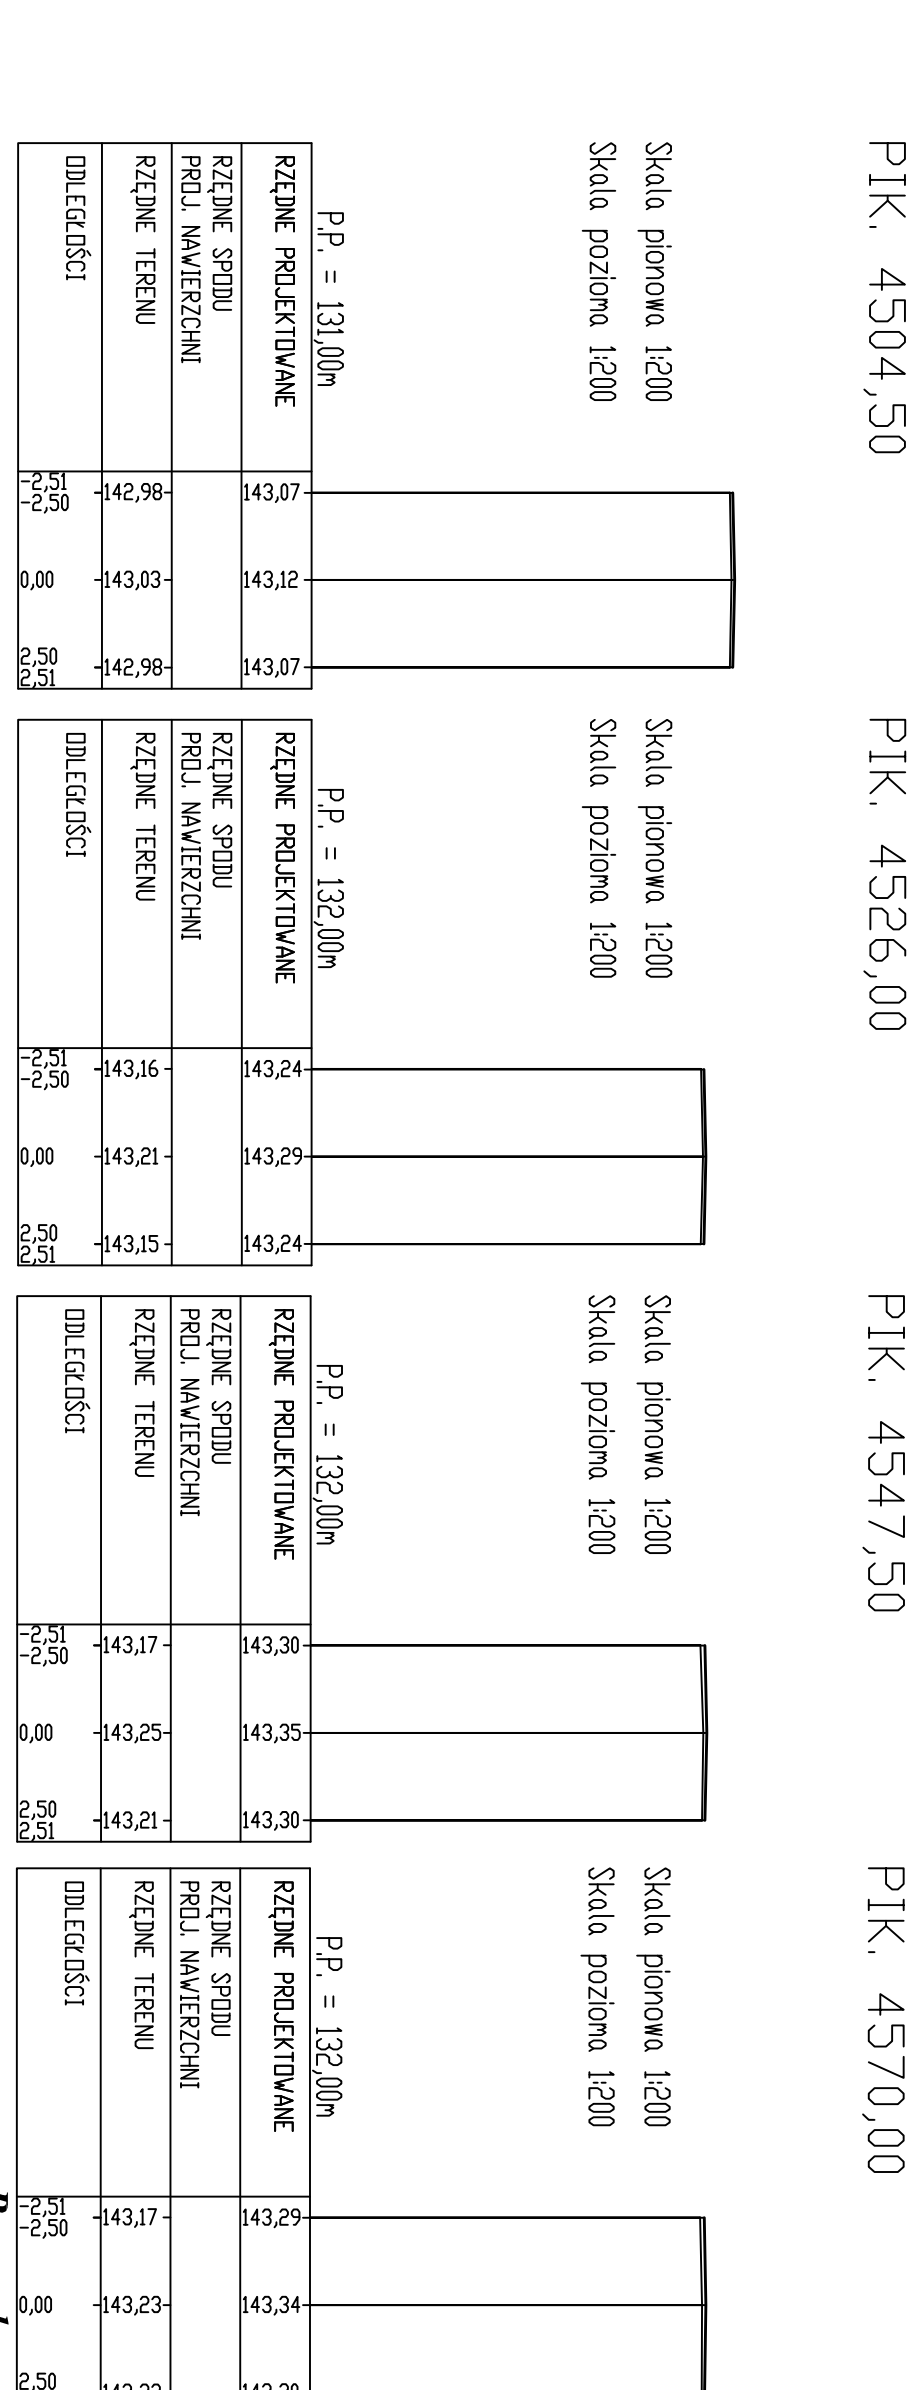 PIK. 4504,50
Skala pionowa 1:200
Skala pozioma 1:200
P.P. = 131,00m
RZĘDNE PROJEKTOWANE
143,07
143,12
143,07
RZĘDNE SPODU
PROJ. NAWIERZCHNI
RZĘDNE TERENU
142,98
143,03
142,98
ODLEGŁOŚCI
-2,51
-2,50
0,00
2,50
2,51
PIK. 4526,00
Skala pionowa 1:200
Skala pozioma 1:200
P.P. = 132,00m
RZĘDNE PROJEKTOWANE
143,24
143,29
143,24
RZĘDNE SPODU
PROJ. NAWIERZCHNI
RZĘDNE TERENU
143,16
143,21
143,15
ODLEGŁOŚCI
-2,51
-2,50
0,00
2,50
2,51
PIK. 4547,50
Skala pionowa 1:200
Skala pozioma 1:200
P.P. = 132,00m
RZĘDNE PROJEKTOWANE
143,30
143,35
143,30
RZĘDNE SPODU
PROJ. NAWIERZCHNI
RZĘDNE TERENU
143,17
143,25
143,21
ODLEGŁOŚCI
-2,51
-2,50
0,00
2,50
2,51
PIK. 4570,00
Skala pionowa 1:200
Skala pozioma 1:200
P.P. = 132,00m
RZĘDNE PROJEKTOWANE
143,29
143,34
RZĘDNE SPODU
PROJ. NAWIERZCHNI
RZĘDNE TERENU
143,17
143,23
ODLEGŁOŚCI
-2,51
-2,50
0,00
2,50